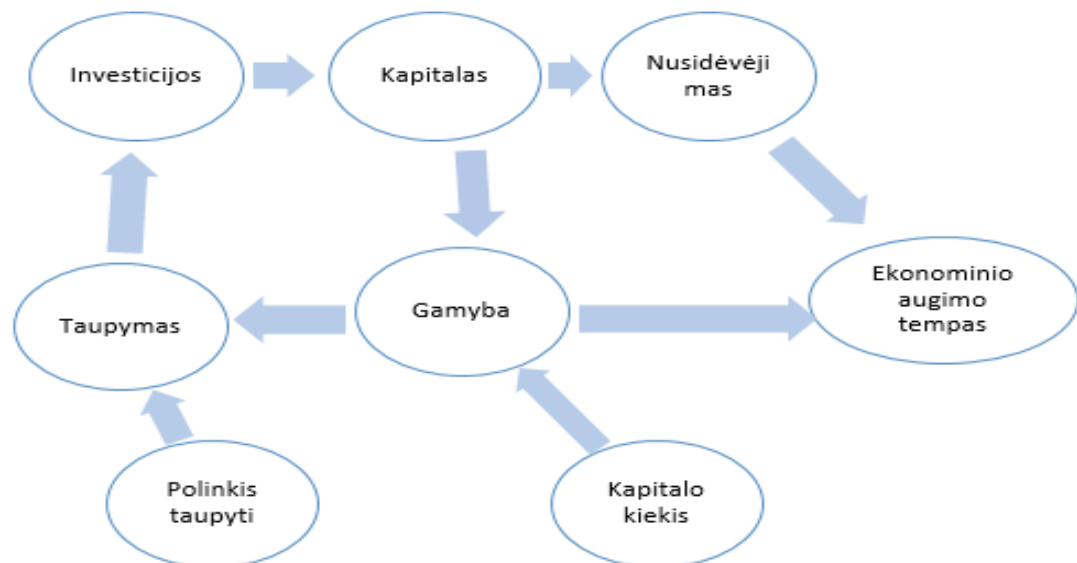 Investicijos
Kapitalas
Nusidėvėji
mas
Taupymas
Gamyba
Ekonominio
augimo
tempas
Polinkis
taupyti
Kapitalo
kiekis